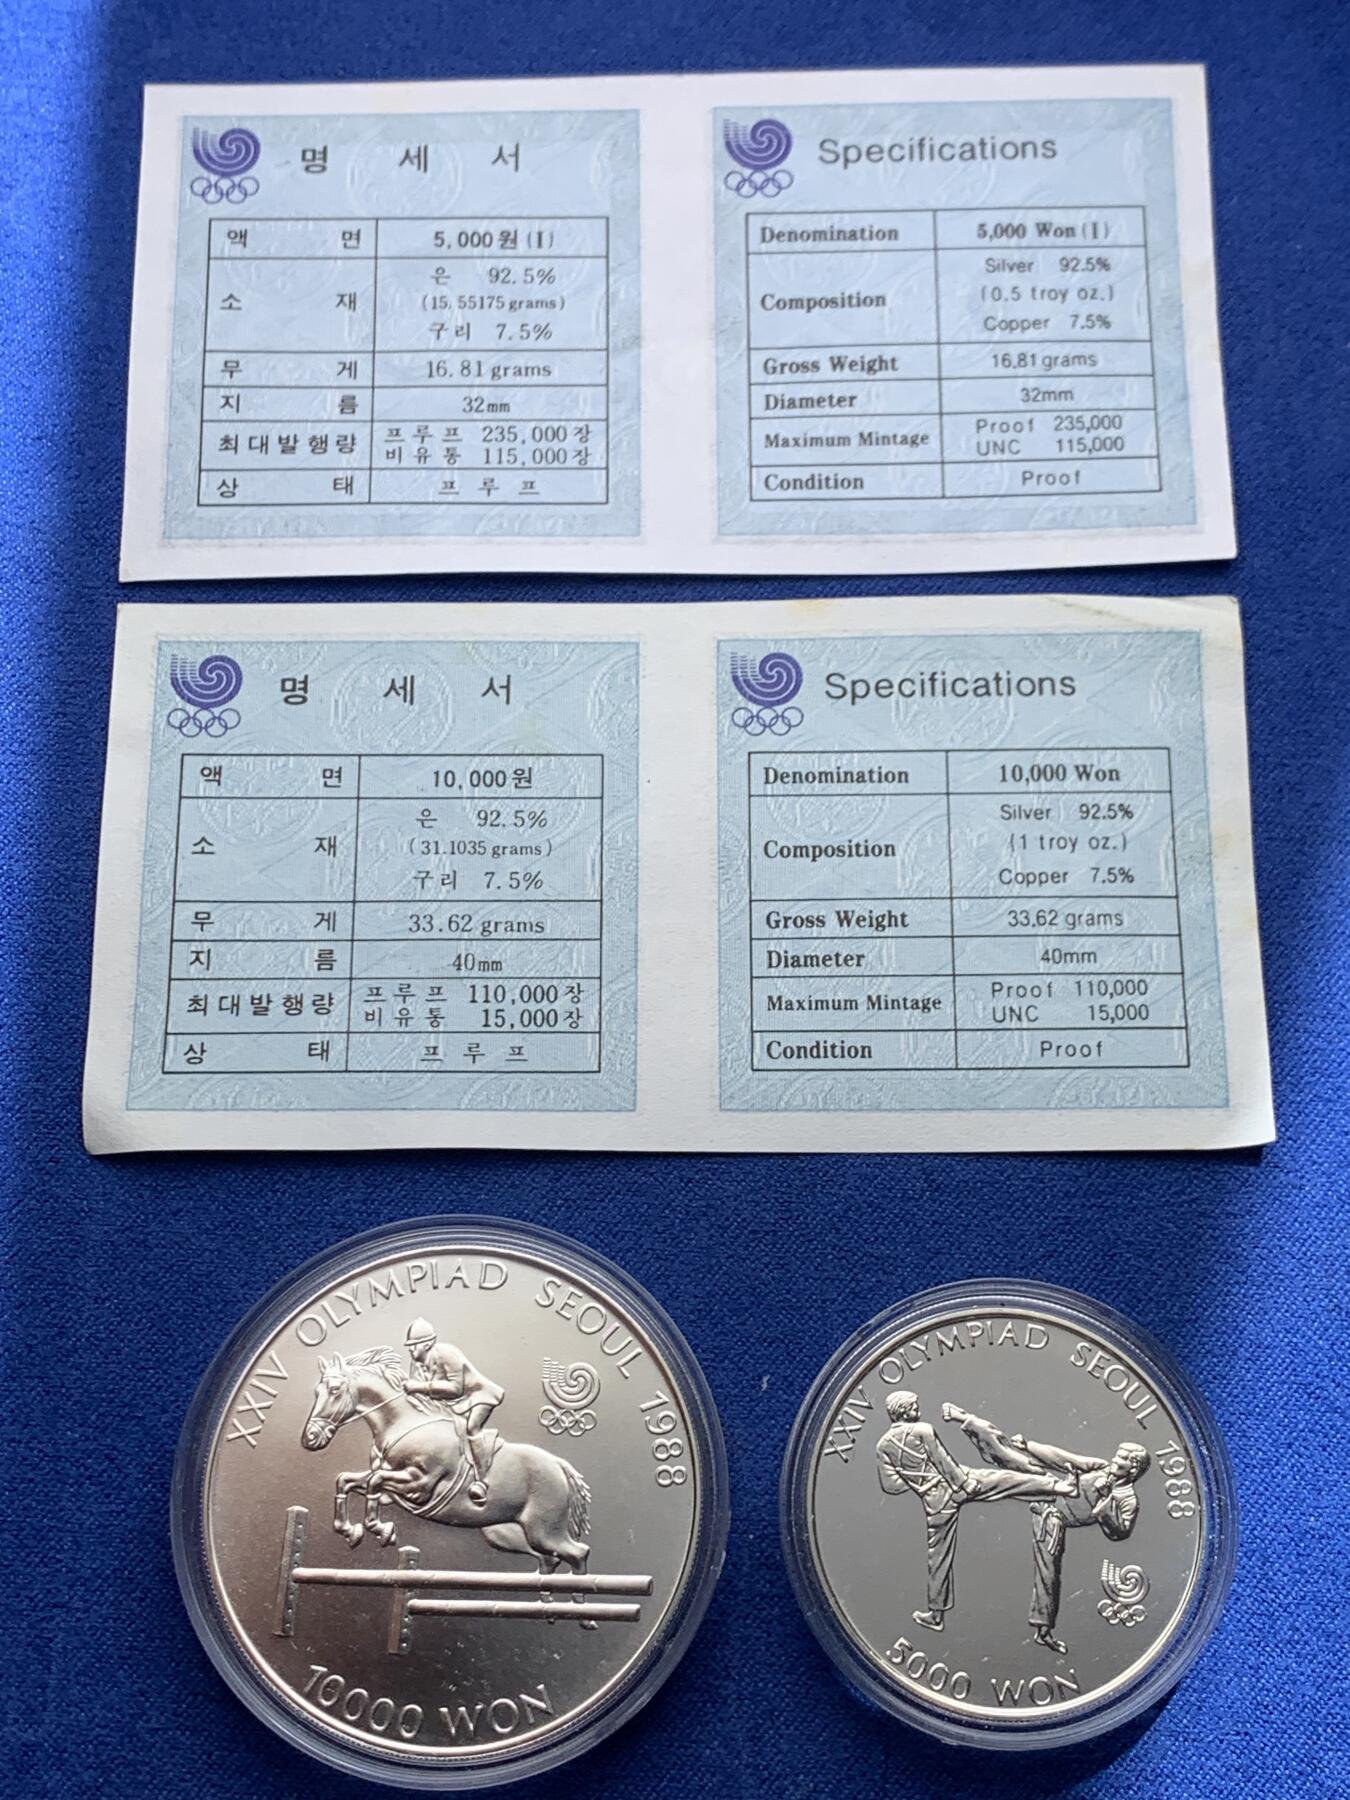 명 세 서
액 면 5,000원(I)
소 재 은 92.5%
(15.55175 grams)
구리 7.5%
무 게 16.81 grams
지 름 32mm
최대발행량 프루프 235,000장
비유통 115,000장
상 태 프 루 프
Specifications
Denomination 5,000 Won(I)
Composition Silver 92.5%
(0.5 troy oz.)
Copper 7.5%
Gross Weight 16.81 grams
Diameter 32mm
Maximum Mintage Proof 235,000
UNC 115,000
Condition Proof
명 세 서
액 면 10,000원
소 재 은 92.5%
(31.1035 grams)
구리 7.5%
무 게 33.62 grams
지 름 40mm
최대발행량 프루프 110,000장
비유통 15,000장
상 태 프 루 프
Specifications
Denomination 10,000 Won
Composition Silver 92.5%
(1 troy oz.)
Copper 7.5%
Gross Weight 33.62 grams
Diameter 40mm
Maximum Mintage Proof 110,000
UNC 15,000
Condition Proof
XXIV OLYMPIAD SEOUL 1988
10000 WON
XXIV OLYMPIAD SEOUL 1988
5000 WON